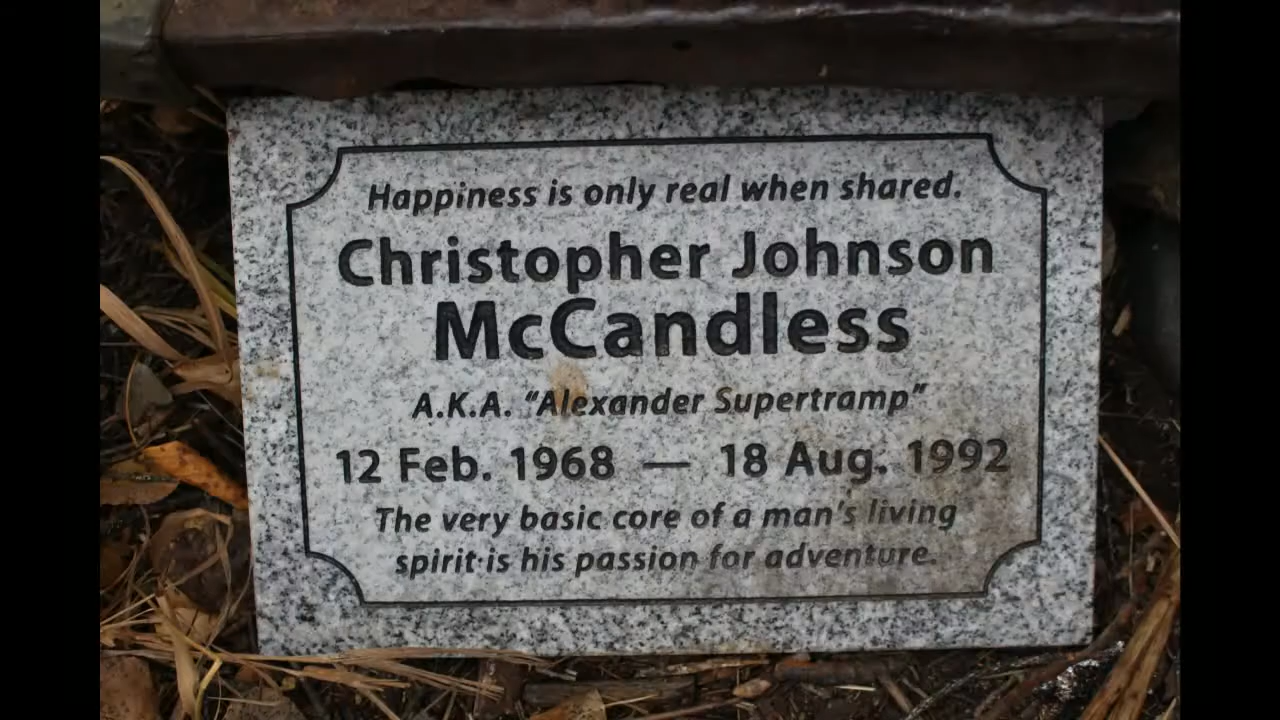 Happiness is only real when shared.
Christopher Johnson
McCandless
A.K.A. “Alexander Supertramp”
12 Feb. 1968 — 18 Aug. 1992
The very basic core of a man's living
spirit is his passion for adventure.